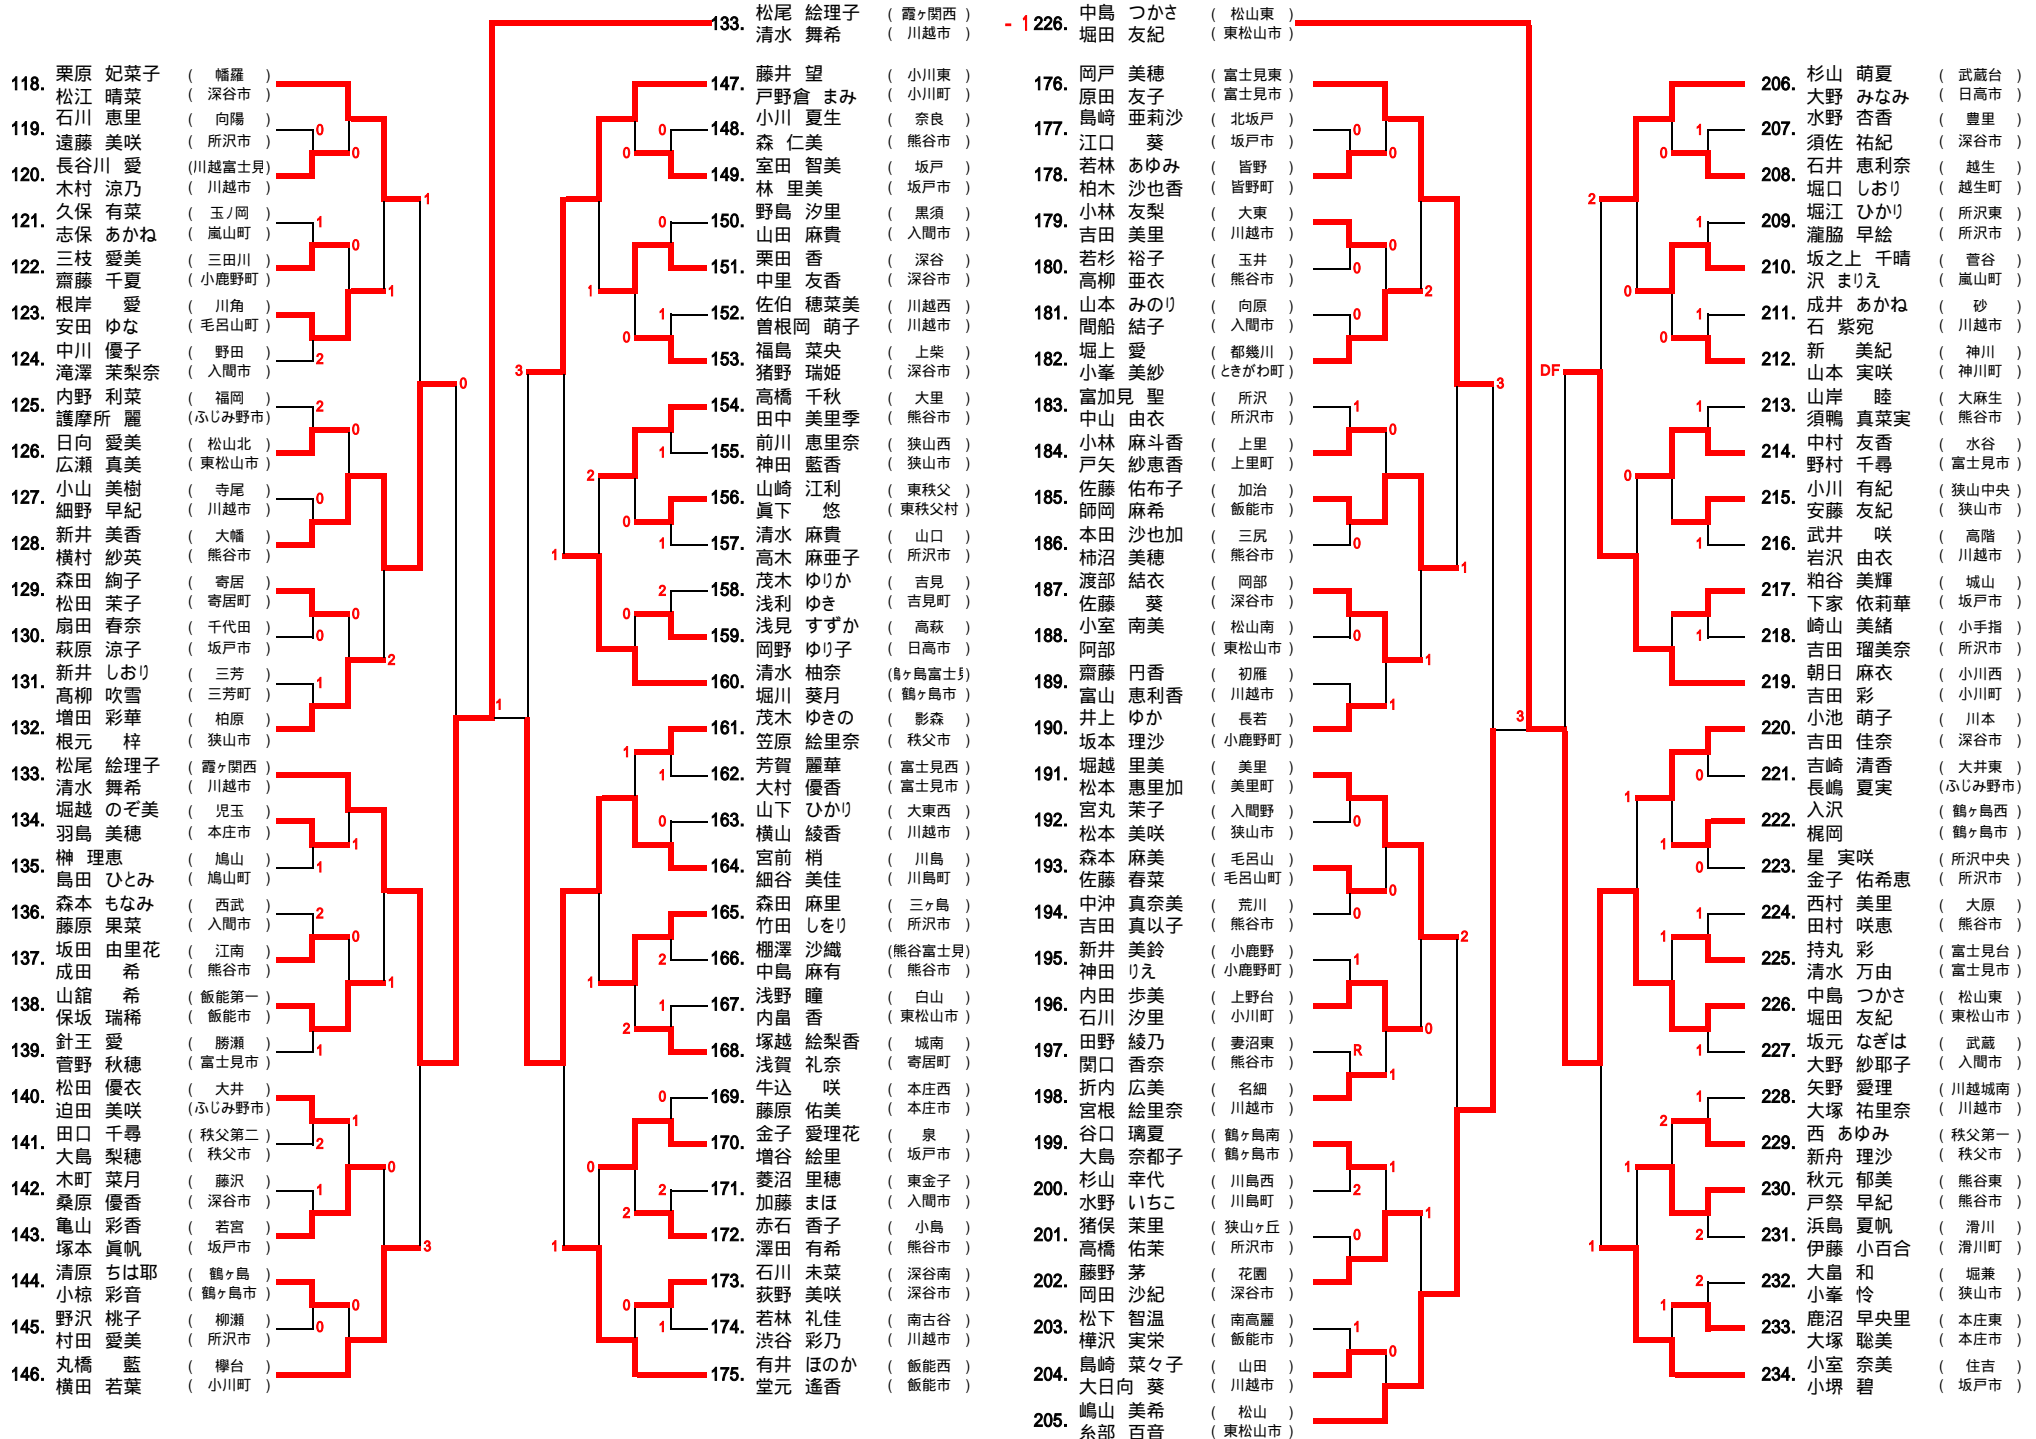 133. 松尾 絵理子 ( 霞ヶ関西 )
清水 舞希 ( 川越市 )
- 1 226. 中島 つかさ ( 松山東 )
堀田 友紀 ( 東松山市 )
118. 栗原 妃菜子 ( 幡羅 )
松江 晴菜 ( 深谷市 )
119. 石川 恵里 ( 向陽 )
遠藤 美咲 ( 所沢市 )
120. 長谷川 愛 (川越富士見)
木村 涼乃 ( 川越市 )
121. 久保 有菜 ( 玉ノ岡 )
志保 あかね ( 嵐山町 )
122. 三枝 愛美 ( 三田川 )
齋藤 千夏 ( 小鹿野町 )
123. 根岸 愛 ( 川角 )
安田 ゆな ( 毛呂山町 )
124. 中川 優子 ( 野田 )
滝澤 茉梨奈 ( 入間市 )
125. 内野 利菜 ( 福岡 )
護摩所 麗 (ふじみ野市)
126. 日向 愛美 ( 松山北 )
広瀬 真美 ( 東松山市 )
127. 小山 美樹 ( 寺尾 )
細野 早紀 ( 川越市 )
128. 新井 美香 ( 大幡 )
横村 紗英 ( 熊谷市 )
129. 森田 絢子 ( 寄居 )
松田 茉子 ( 寄居町 )
130. 扇田 春奈 ( 千代田 )
萩原 涼子 ( 坂戸市 )
131. 新井 しおり ( 三芳 )
髙柳 吹雪 ( 三芳町 )
132. 増田 彩華 ( 柏原 )
根元 梓 ( 狭山市 )
133. 松尾 絵理子 ( 霞ヶ関西 )
清水 舞希 ( 川越市 )
134. 堀越 のぞ美 ( 児玉 )
羽島 美穂 ( 本庄市 )
135. 榊 理恵 ( 鳩山 )
島田 ひとみ ( 鳩山町 )
136. 森本 もなみ ( 西武 )
藤原 果菜 ( 入間市 )
137. 坂田 由里花 ( 江南 )
成田 希 ( 熊谷市 )
138. 山舘 希 ( 飯能第一 )
保坂 瑞稀 ( 飯能市 )
139. 針王 愛 ( 勝瀬 )
菅野 秋穂 ( 富士見市 )
140. 松田 優衣 ( 大井 )
迫田 美咲 (ふじみ野市)
141. 田口 千尋 ( 秩父第二 )
大島 梨穂 ( 秩父市 )
142. 木町 菜月 ( 藤沢 )
桑原 優香 ( 深谷市 )
143. 亀山 彩香 ( 若宮 )
塚本 眞帆 ( 坂戸市 )
144. 清原 ちは耶 ( 鶴ヶ島 )
小椋 彩音 ( 鶴ヶ島市 )
145. 野沢 桃子 ( 柳瀬 )
村田 愛美 ( 所沢市 )
146. 丸橋 藍 ( 欅台 )
横田 若葉 ( 小川町 )
147. 藤井 望 ( 小川東 )
戸野倉 まみ ( 小川町 )
148. 小川 夏生 ( 奈良 )
森 仁美 ( 熊谷市 )
149. 室田 智美 ( 坂戸 )
林 里美 ( 坂戸市 )
150. 野島 汐里 ( 黒須 )
山田 麻貴 ( 入間市 )
151. 栗田 香 ( 深谷 )
中里 友香 ( 深谷市 )
152. 佐伯 穂菜美 ( 川越西 )
曽根岡 萌子 ( 川越市 )
153. 福島 菜央 ( 上柴 )
猪野 瑞姫 ( 深谷市 )
154. 高橋 千秋 ( 大里 )
田中 美里季 ( 熊谷市 )
155. 前川 恵里奈 ( 狭山西 )
神田 藍香 ( 狭山市 )
156. 山崎 江利 ( 東秩父 )
眞下 悠 ( 東秩父村 )
157. 清水 麻貴 ( 山口 )
高木 麻亜子 ( 所沢市 )
158. 茂木 ゆりか ( 吉見 )
浅利 ゆき ( 吉見町 )
159. 浅見 すずか ( 高萩 )
岡野 ゆり子 ( 日高市 )
160. 清水 柚奈 (鶴ヶ島富士見)
堀川 葵月 ( 鶴ヶ島市 )
161. 茂木 ゆきの ( 影森 )
笠原 絵里奈 ( 秩父市 )
162. 芳賀 麗華 ( 富士見西 )
大村 優香 ( 富士見市 )
163. 山下 ひかり ( 大東西 )
横山 綾香 ( 川越市 )
164. 宮前 梢 ( 川島 )
細谷 美佳 ( 川島町 )
165. 森田 麻里 ( 三ヶ島 )
竹田 しをり ( 所沢市 )
166. 棚澤 沙織 (熊谷富士見)
中島 麻有 ( 熊谷市 )
167. 浅野 瞳 ( 白山 )
内畠 香 ( 東松山市 )
168. 塚越 絵梨香 ( 城南 )
浅賀 礼奈 ( 寄居町 )
169. 牛込 咲 ( 本庄西 )
藤原 佑美 ( 本庄市 )
170. 金子 愛理花 ( 泉 )
増谷 絵里 ( 坂戸市 )
171. 菱沼 里穂 ( 東金子 )
加藤 まほ ( 入間市 )
172. 赤石 香子 ( 小島 )
澤田 有希 ( 熊谷市 )
173. 石川 未菜 ( 深谷南 )
荻野 美咲 ( 深谷市 )
174. 若林 礼佳 ( 南古谷 )
渋谷 彩乃 ( 川越市 )
175. 有井 ほのか ( 飯能西 )
堂元 遙香 ( 飯能市 )
176. 岡戸 美穂 ( 富士見東 )
原田 友子 ( 富士見市 )
177. 島﨑 亜莉沙 ( 北坂戸 )
江口 葵 ( 坂戸市 )
178. 若林 あゆみ ( 皆野 )
柏木 沙也香 ( 皆野町 )
179. 小林 友梨 ( 大東 )
吉田 美里 ( 川越市 )
180. 若杉 裕子 ( 玉井 )
高柳 亜衣 ( 熊谷市 )
181. 山本 みのり ( 向原 )
間船 結子 ( 入間市 )
182. 堀上 愛 ( 都幾川 )
小峯 美紗 (ときがわ町)
183. 富加見 聖 ( 所沢 )
中山 由衣 ( 所沢市 )
184. 小林 麻斗香 ( 上里 )
戸矢 紗恵香 ( 上里町 )
185. 佐藤 佑布子 ( 加治 )
師岡 麻希 ( 飯能市 )
186. 本田 沙也加 ( 三尻 )
柿沼 美穂 ( 熊谷市 )
187. 渡部 結衣 ( 岡部 )
佐藤 葵 ( 深谷市 )
188. 小室 南美 ( 松山南 )
阿部 ( 東松山市 )
189. 齋藤 円香 ( 初雁 )
富山 恵利香 ( 川越市 )
190. 井上 ゆか ( 長若 )
坂本 理沙 ( 小鹿野町 )
191. 堀越 里美 ( 美里 )
松本 惠里加 ( 美里町 )
192. 宮丸 茉子 ( 入間野 )
松本 美咲 ( 狭山市 )
193. 森本 麻美 ( 毛呂山 )
佐藤 春菜 ( 毛呂山町 )
194. 中沖 真奈美 ( 荒川 )
吉田 真以子 ( 熊谷市 )
195. 新井 美鈴 ( 小鹿野 )
神田 りえ ( 小鹿野町 )
196. 内田 歩美 ( 上野台 )
石川 汐里 ( 小川町 )
197. 田野 綾乃 ( 妻沼東 )
関口 香奈 ( 熊谷市 )
198. 折内 広美 ( 名細 )
宮根 絵里奈 ( 川越市 )
199. 谷口 璃夏 ( 鶴ヶ島南 )
大島 奈都子 ( 鶴ヶ島市 )
200. 杉山 幸代 ( 川島西 )
水野 いちこ ( 川島町 )
201. 猪俣 茉里 ( 狭山ヶ丘 )
高橋 佑茉 ( 所沢市 )
202. 藤野 茅 ( 花園 )
岡田 沙紀 ( 深谷市 )
203. 松下 智温 ( 南高麗 )
樺沢 実栄 ( 飯能市 )
204. 島崎 菜々子 ( 山田 )
大日向 葵 ( 川越市 )
205. 嶋山 美希 ( 松山 )
糸部 百音 ( 東松山市 )
206. 杉山 萌夏 ( 武蔵台 )
大野 みなみ ( 日高市 )
207. 水野 杏香 ( 豊里 )
須佐 祐紀 ( 深谷市 )
208. 石井 恵利奈 ( 越生 )
堀口 しおり ( 越生町 )
209. 堀江 ひかり ( 所沢東 )
瀧脇 早絵 ( 所沢市 )
210. 坂之上 千晴 ( 菅谷 )
沢 まりえ ( 嵐山町 )
211. 成井 あかね ( 砂 )
石 紫宛 ( 川越市 )
212. 新 美紀 ( 神川 )
山本 実咲 ( 神川町 )
213. 山岸 睦 ( 大麻生 )
須鴨 真菜実 ( 熊谷市 )
214. 中村 友香 ( 水谷 )
野村 千尋 ( 富士見市 )
215. 小川 有紀 ( 狭山中央 )
安藤 友紀 ( 狭山市 )
216. 武井 咲 ( 高階 )
岩沢 由衣 ( 川越市 )
217. 粕谷 美輝 ( 城山 )
下家 依莉華 ( 坂戸市 )
218. 崎山 美緒 ( 小手指 )
吉田 瑠美奈 ( 所沢市 )
219. 朝日 麻衣 ( 小川西 )
吉田 彩 ( 小川町 )
220. 小池 萌子 ( 川本 )
吉田 佳奈 ( 深谷市 )
221. 吉崎 清香 ( 大井東 )
長嶋 夏実 (ふじみ野市)
222. 入沢 ( 鶴ヶ島西 )
梶岡 ( 鶴ヶ島市 )
223. 星 実咲 ( 所沢中央 )
金子 佑希恵 ( 所沢市 )
224. 西村 美里 ( 大原 )
田村 咲恵 ( 熊谷市 )
225. 持丸 彩 ( 富士見台 )
清水 万由 ( 富士見市 )
226. 中島 つかさ ( 松山東 )
堀田 友紀 ( 東松山市 )
227. 坂元 なぎは ( 武蔵 )
大野 紗耶子 ( 入間市 )
228. 矢野 愛理 ( 川越城南 )
大塚 祐里奈 ( 川越市 )
229. 西 あゆみ ( 秩父第一 )
新舟 理沙 ( 秩父市 )
230. 秋元 郁美 ( 熊谷東 )
戸祭 早紀 ( 熊谷市 )
231. 浜島 夏帆 ( 滑川 )
伊藤 小百合 ( 滑川町 )
232. 大畠 和 ( 堀兼 )
小峯 怜 ( 狭山市 )
233. 鹿沼 早央里 ( 本庄東 )
大塚 聡美 ( 本庄市 )
234. 小室 奈美 ( 住吉 )
小堺 碧 ( 坂戸市 )